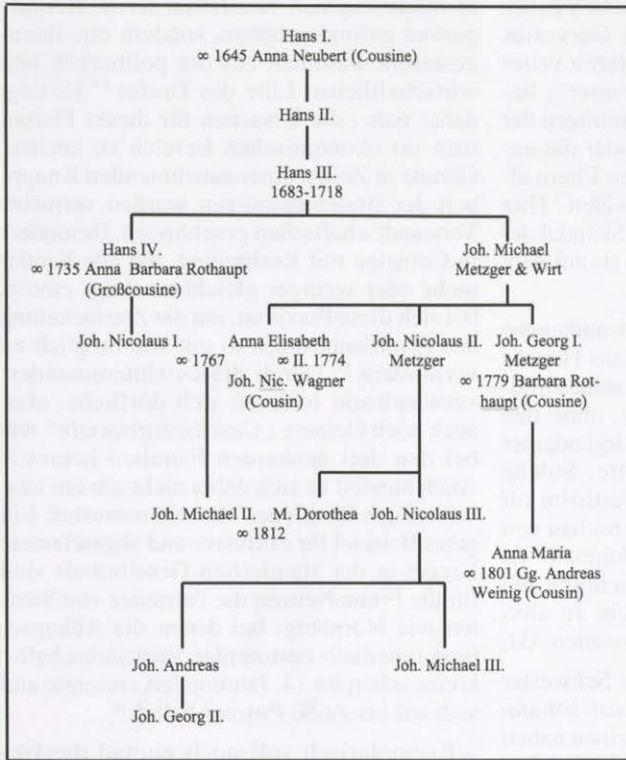 Hans I.
∞ 1645 Anna Neubert (Cousine)
Hans II.
Hans III.
1683-1718
Hans IV.
∞ 1735 Anna Barbara Rothaupt
(Großcousine)
Joh. Michael
Metzger & Wirt
Joh. Nicolaus I.
∞ 1767
Anna Elisabeth
∞ II. 1774
Joh. Nic. Wagner
(Cousin)
Joh. Nicolaus II.
Metzger
Joh. Georg I.
Metzger
∞ 1779 Barbara Rot-
haupt (Cousine)
Joh. Michael II.
∞ 1812
M. Dorothea
Joh. Nicolaus III.
Anna Maria
∞ 1801 Gg. Andreas
Weinig (Cousin)
Joh. Andreas
Joh. Michael III.
Joh. Georg II.